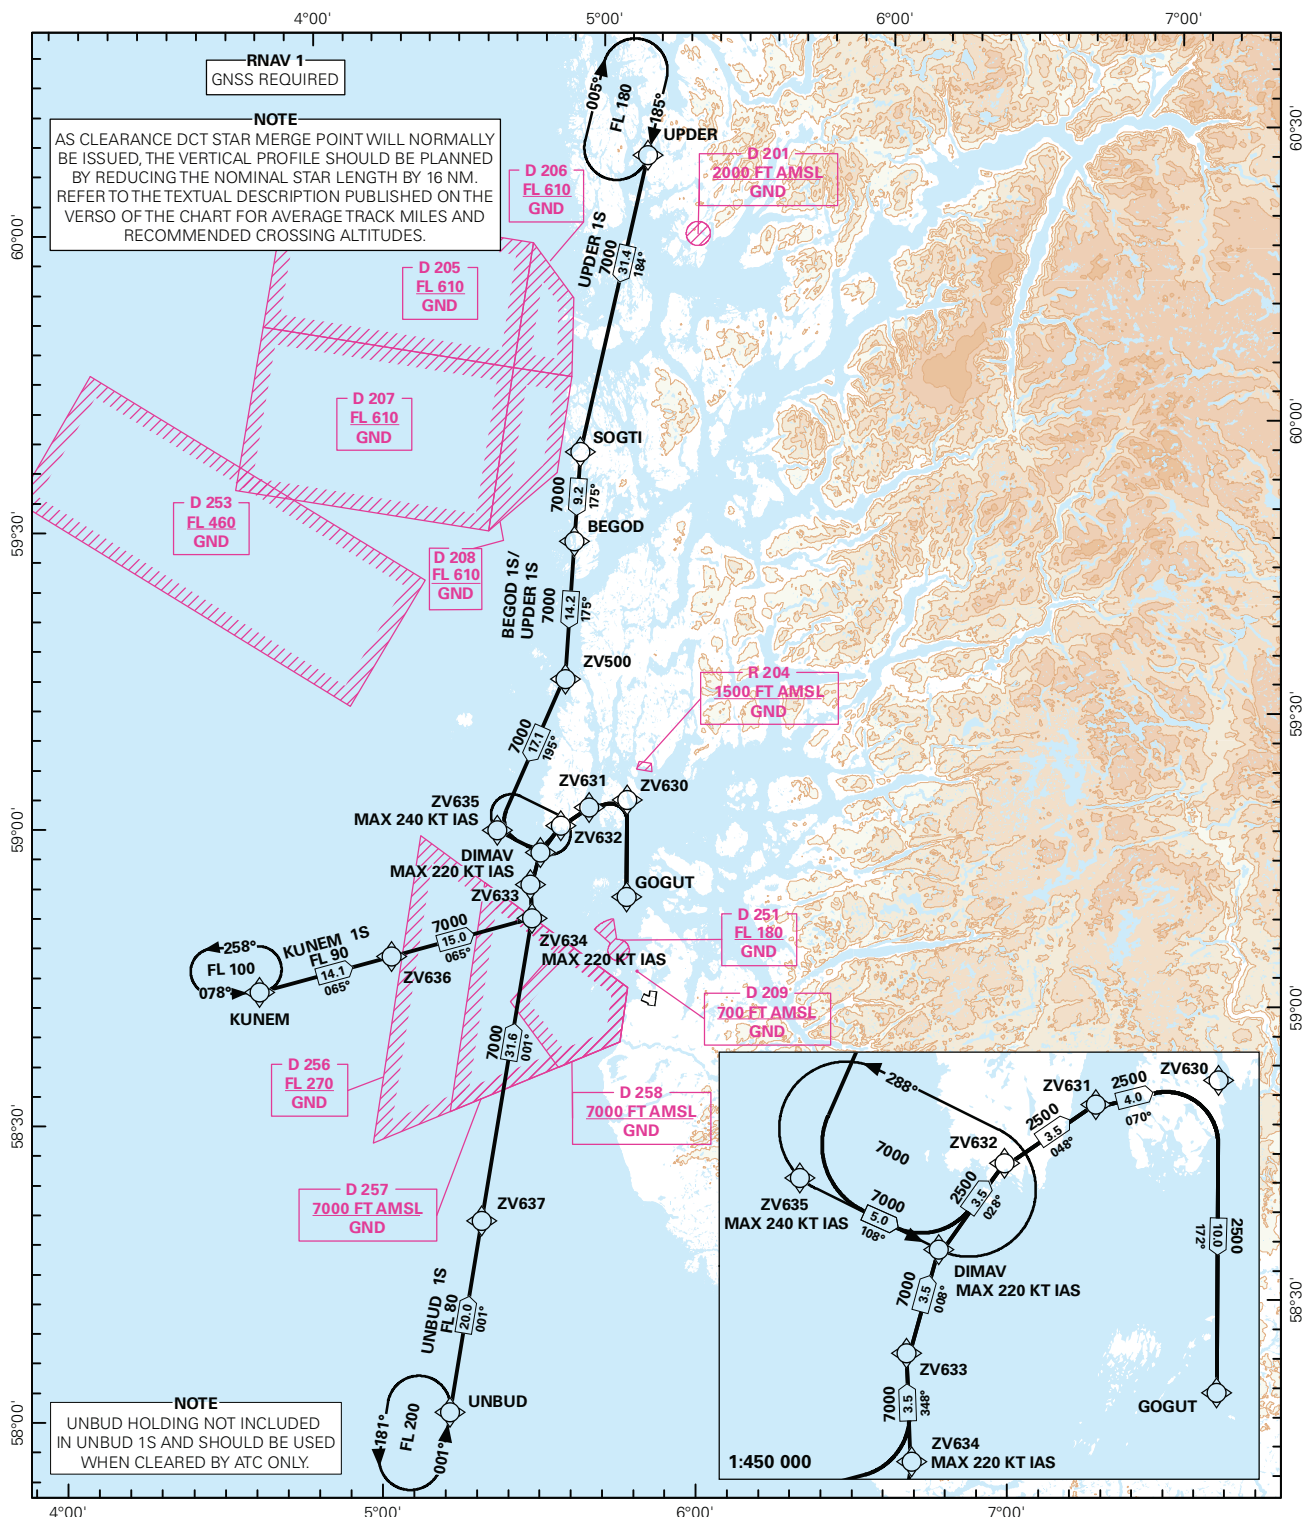 4°00'
5°00'
6°00'
7°00'
RNAV 1
GNSS REQUIRED
NOTE
AS CLEARANCE DCT STAR MERGE POINT WILL NORMALLY
BE ISSUED, THE VERTICAL PROFILE SHOULD BE PLANNED
BY REDUCING THE NOMINAL STAR LENGTH BY 16 NM.
REFER TO THE TEXTUAL DESCRIPTION PUBLISHED ON THE
VERSO OF THE CHART FOR AVERAGE TRACK MILES AND
RECOMMENDED CROSSING ALTITUDES.
005°
FL 180
185°
UPDER
60°30'
D 201
2000 FT AMSL
GND
D 206
FL 610
GND
60°00'
UPDER 1S
7000
31.4
184°
D 205
FL 610
GND
D 207
FL 610
GND
60°00'
SOGTI
7000
9.2
175°
D 253
FL 460
GND
59°30'
BEGOD
D 208
FL 610
GND
BEGOD 1S/
UPDER 1S
7000
14.2
175°
ZV500
R 204
1500 FT AMSL
GND
59°30'
7000
17.1
195°
ZV631
ZV630
ZV635
MAX 240 KT IAS
59°00'
ZV632
DIMAV
MAX 220 KT IAS
ZV633
GOGUT
D 251
FL 180
GND
ZV634
MAX 220 KT IAS
7000
15.0
065°
KUNEM 1S
FL 90
14.1
065°
258°
FL 100
078°
KUNEM
ZV636
D 209
700 FT AMSL
GND
59°00'
7000
31.6
001°
D 256
FL 270
GND
D 258
7000 FT AMSL
GND
58°30'
D 257
7000 FT AMSL
GND
ZV637
UNBUD 1S
FL 80
20.0
001°
UNBUD
181°
FL 200
001°
58°00'
NOTE
UNBUD HOLDING NOT INCLUDED
IN UNBUD 1S AND SHOULD BE USED
WHEN CLEARED BY ATC ONLY.
288°
ZV631
2500
4.0
070°
ZV630
2500
3.5
048°
ZV632
7000
2500
3.5
028°
ZV635
MAX 240 KT IAS
7000
5.0
108°
2500
10.0
172°
DIMAV
MAX 220 KT IAS
7000
3.5
008°
58°30'
ZV633
7000
3.5
348°
GOGUT
ZV634
MAX 220 KT IAS
1:450 000
4°00'
5°00'
6°00'
7°00'